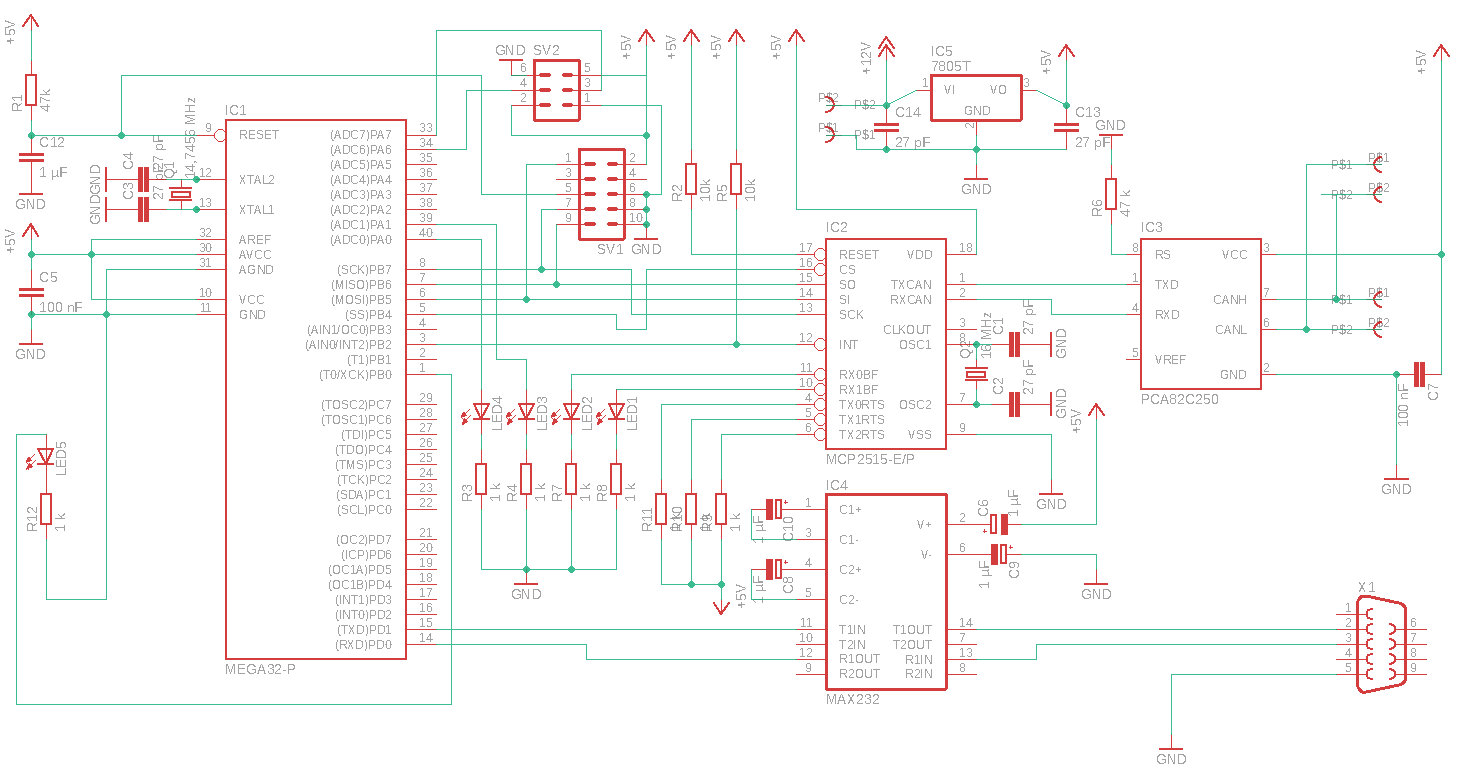 +5V
R1
47k
C12
1 µF
GND
C4
27 pF
C3
27 pF
Q1
14,7456 MHz
GND
GND
+5V
C5
100 nF
GND
LED5
R12
1 k
IC1
9
RESET
12
XTAL2
13
XTAL1
32
AREF
30
AVCC
31
AGND
10
VCC
11
GND
(ADC7)PA7
33
(ADC6)PA6
34
(ADC5)PA5
35
(ADC4)PA4
36
(ADC3)PA3
37
(ADC2)PA2
38
(ADC1)PA1
39
(ADC0)PA0
40
(SCK)PB7
8
(MISO)PB6
7
(MOSI)PB5
6
(SS)PB4
5
(AIN1/OC0)PB3
4
(AIN0/INT2)PB2
3
(T1)PB1
2
(T0/XCK)PB0
1
(TOSC2)PC7
29
(TOSC1)PC6
28
(TDI)PC5
27
(TDO)PC4
26
(TMS)PC3
25
(TCK)PC2
24
(SDA)PC1
23
(SCL)PC0
22
(OC2)PD7
21
(ICP)PD6
20
(OC1A)PD5
19
(OC1B)PD4
18
(INT1)PD3
17
(INT0)PD2
16
(TXD)PD1
15
(RXD)PD0
14
MEGA32-P
GND
SV2
6
5
4
3
2
1
1
2
3
4
5
6
7
8
9
10
SV1
GND
+5V
+5V
+5V
+5V
R2
10k
R5
10k
LED4
LED3
LED2
LED1
R3
1 k
R4
1 k
R7
1 k
R8
1 k
GND
R11
R10
R9
1 k
+5V
+12V
P$2
P$2
P$1
P$1
C14
27 pF
IC5
7805T
1
VI
VO
3
GND
2
GND
+5V
C13
27 pF
IC2
17
RESET
16
CS
15
SO
14
SI
13
SCK
12
INT
11
RX0BF
10
RX1BF
4
TX0RTS
5
TX1RTS
6
TX2RTS
VDD
18
TXCAN
1
RXCAN
2
CLKOUT
3
OSC1
8
OSC2
7
VSS
9
MCP2515-E/P
16 MHz
C1
27 pF
GND
C2
27 pF
GND
GND
GND
R6
47 k
IC3
8
RS
1
TXD
4
RXD
5
VREF
VCC
3
CANH
7
CANL
6
GND
2
PCA82C250
P$1
P$1
P$2
P$2
P$1
P$1
P$2
P$2
+5V
C7
100 nF
GND
IC4
1
C1+
3
C1-
4
C2+
5
C2-
11
T1IN
10
T2IN
12
R1OUT
9
R2OUT
V+
2
V-
6
T1OUT
14
T2OUT
7
R1IN
13
R2IN
8
MAX232
1 µF
C10
1 µF
C8
C6
1 µF
1 µF
C9
+5V
GND
X1
1
2
3
4
5
6
7
8
9
GND